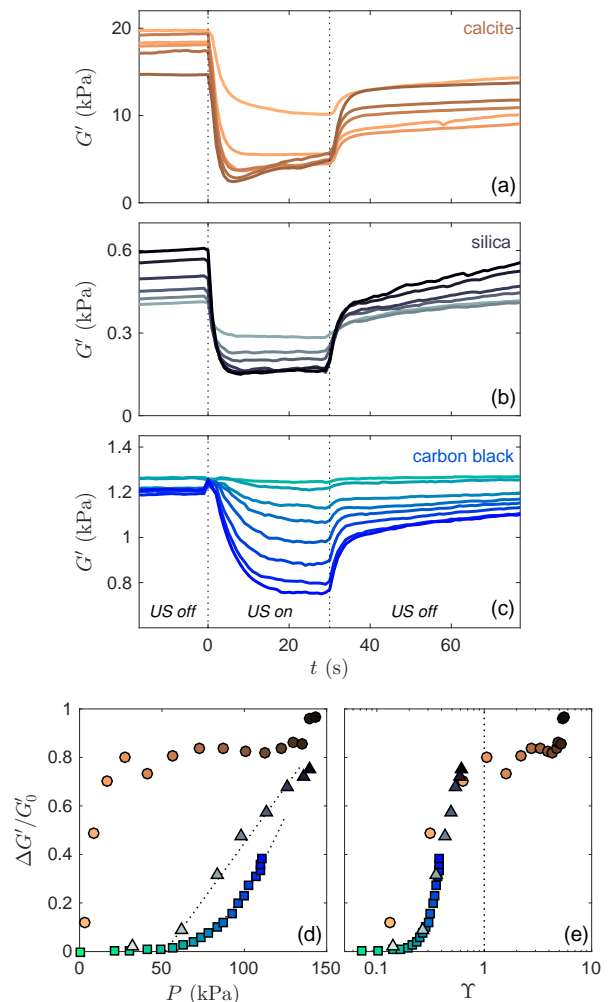 calcite
20
10
0
G′ (kPa)
(a)
silica
0.6
0.3
0
G′ (kPa)
(b)
carbon black
1.4
1.2
1
0.8
G′ (kPa)
US off
US on
US off
(c)
0
20
40
60
t (s)
1
0.8
0.6
0.4
0.2
0
ΔG′/G′₀
(d)
(e)
0
50
100
150
P (kPa)
0.1
1
10
ϒ